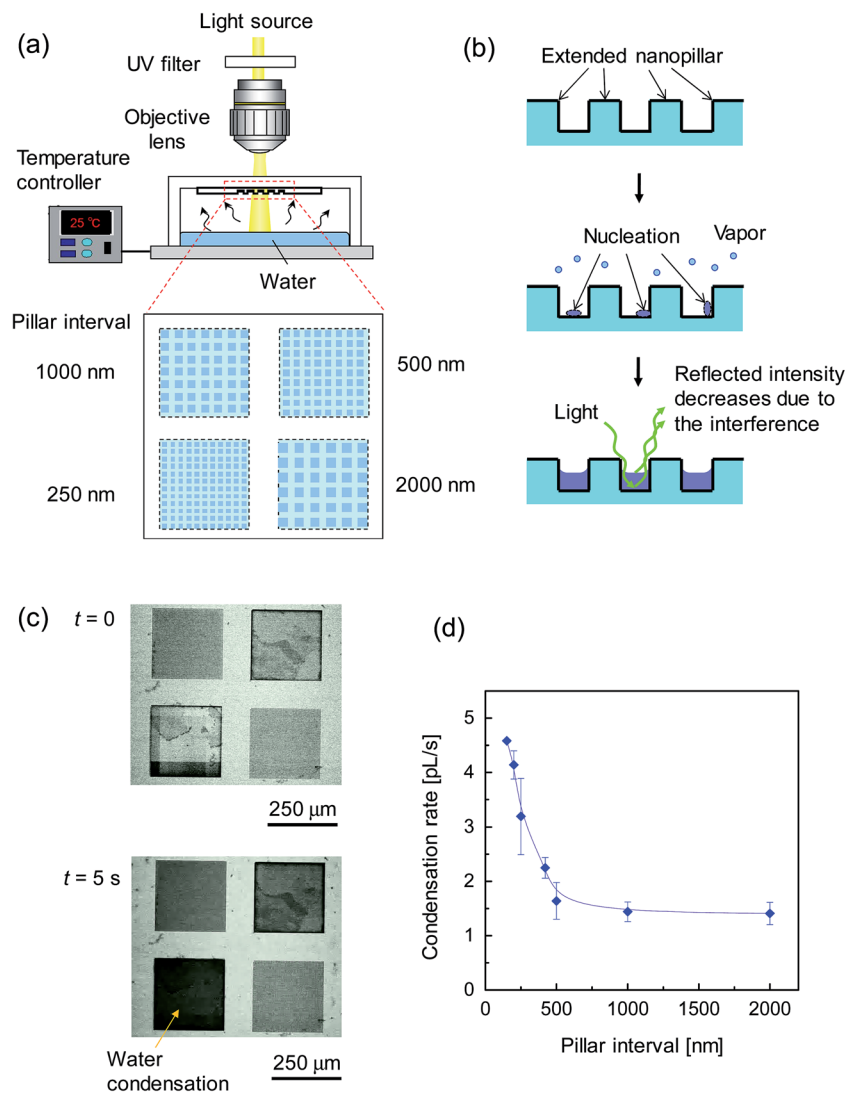 (a)
Light source
UV filter
Objective
lens
Temperature
controller
25 °C
Water
Pillar interval
1000 nm
500 nm
250 nm
2000 nm
(b)
Extended nanopillar
Nucleation
Vapor
Light
Reflected intensity
decreases due to
the interference
(c)
t = 0
250 μm
t = 5 s
Water
condensation
250 μm
(d)
Condensation rate [pL/s]
5
4
3
2
1
0
0
500
1000
1500
2000
Pillar interval [nm]